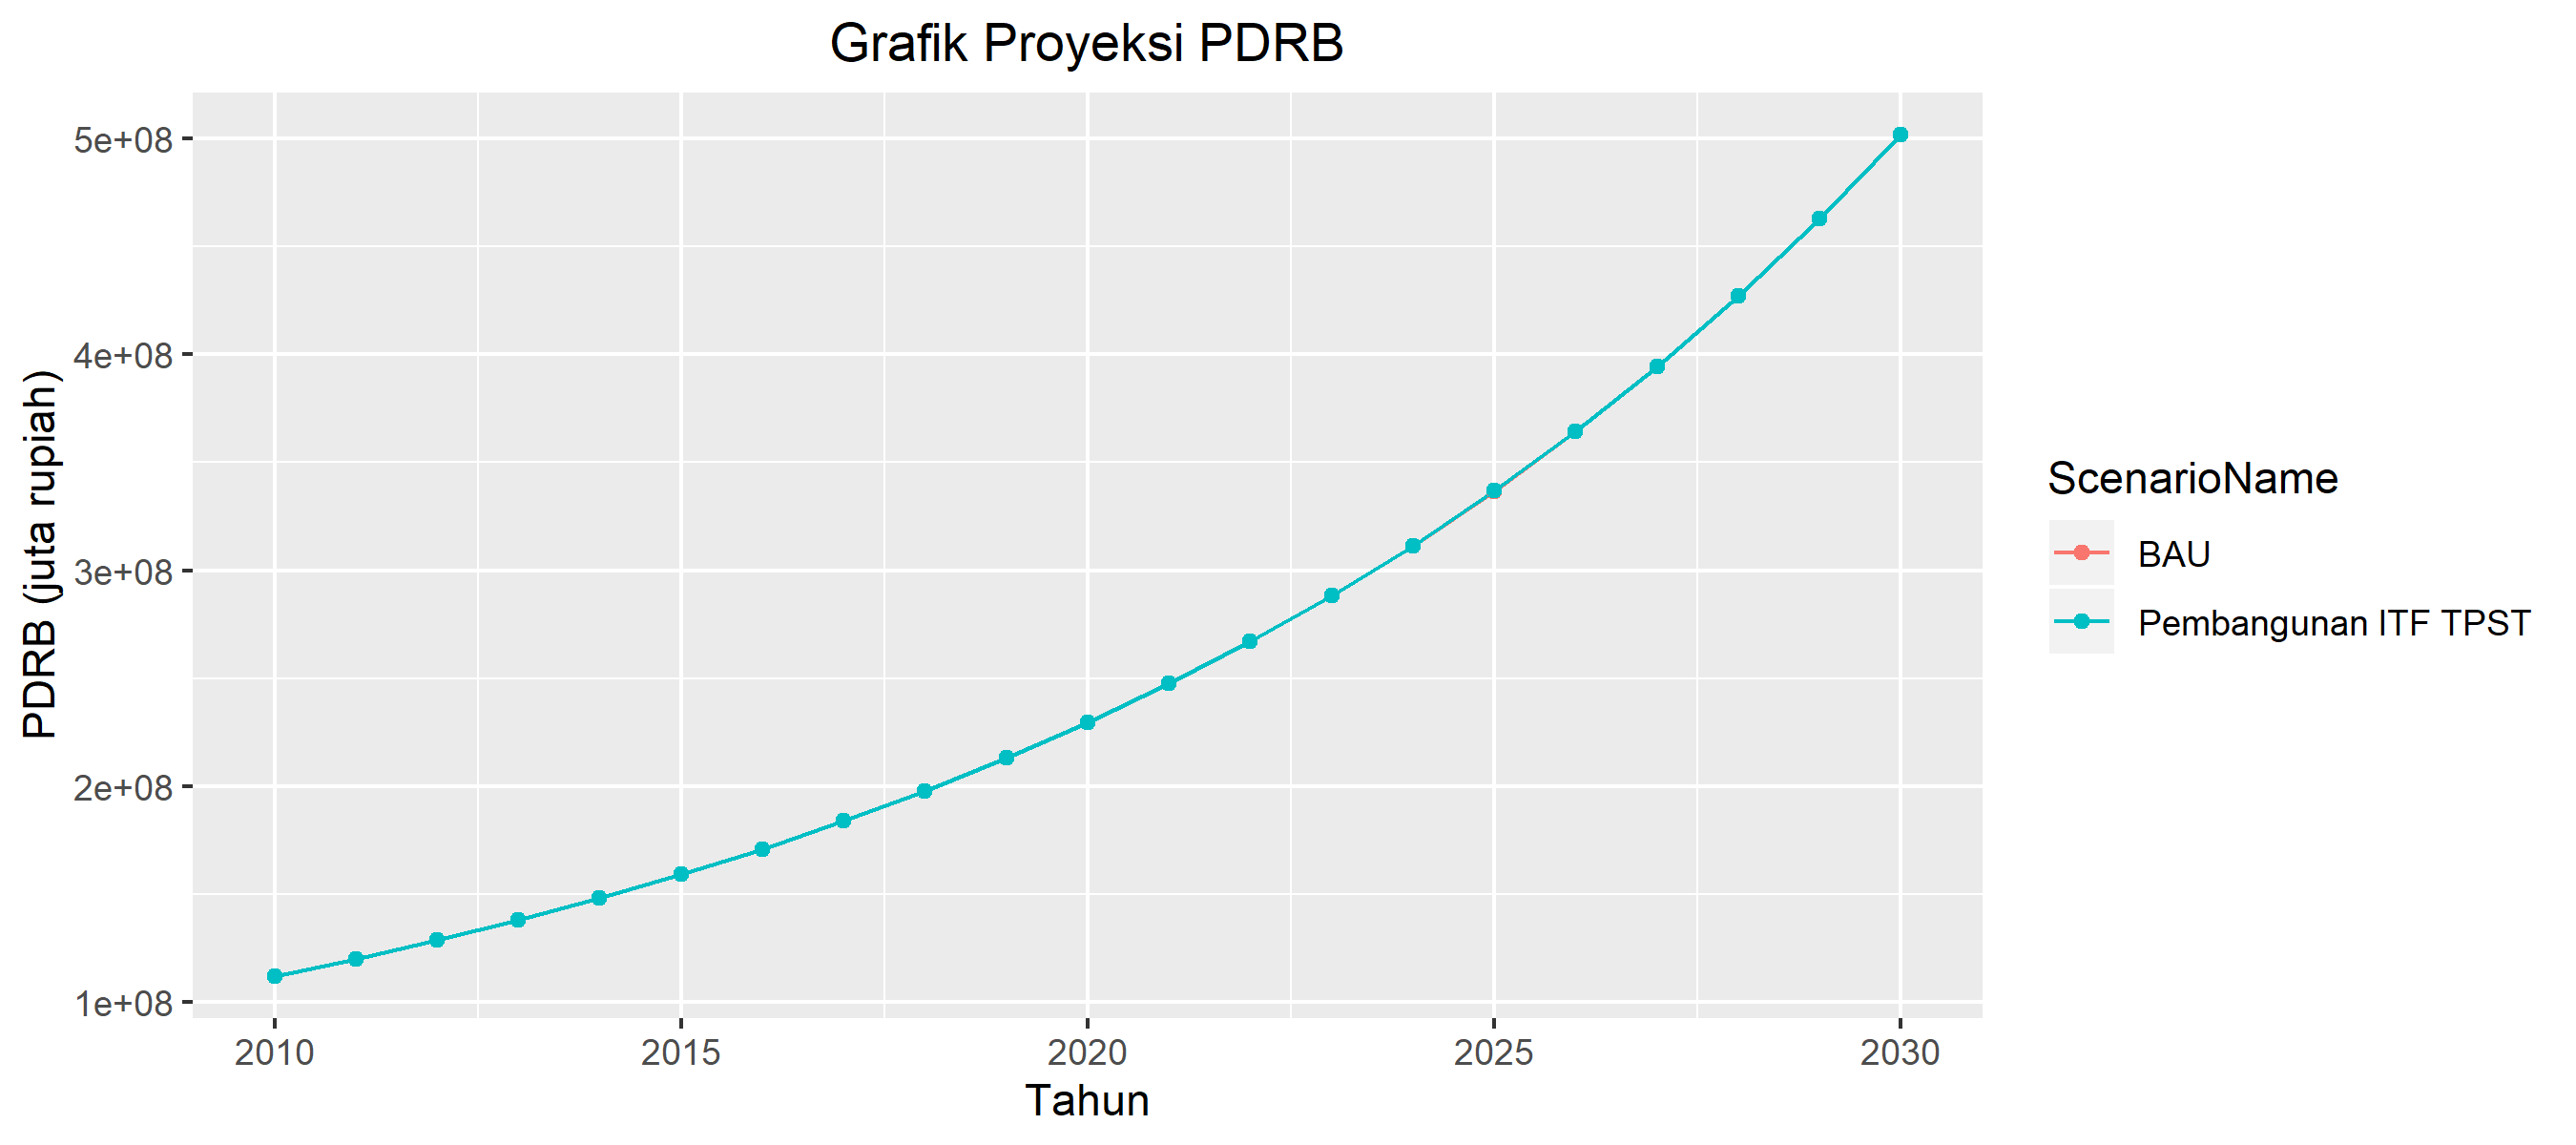 Grafik Proyeksi PDRB
PDRB (juta rupiah)
5e+08
4e+08
3e+08
2e+08
1e+08
2010
2015
2020
2025
2030
Tahun
ScenarioName
BAU
Pembangunan ITF TPST